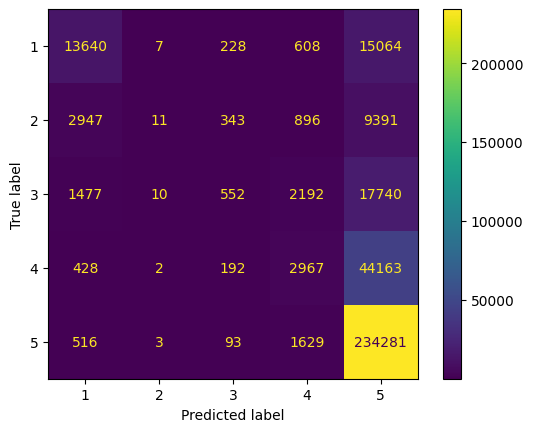 1 13640 7 228 608 15064
2 2947 11 343 896 9391
3 1477 10 552 2192 17740
4 428 2 192 2967 44163
5 516 3 93 1629 234281
1 2 3 4 5
Predicted label
True label
200000
150000
100000
50000